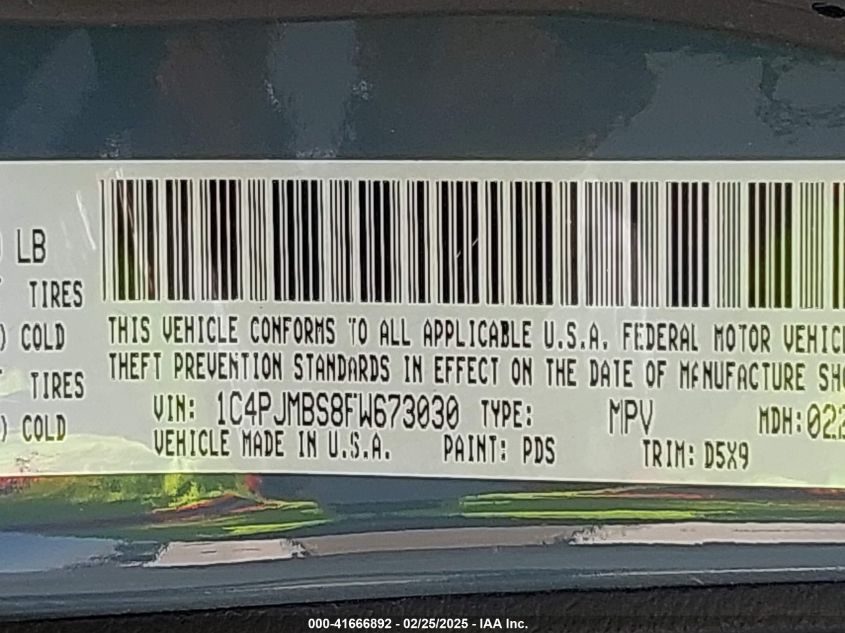 LB
TIRES
) COLD
TIRES
) COLD
THIS VEHICLE CONFORMS TO ALL APPLICABLE U.S.A. FEDERAL MOTOR VEHICL
THEFT PREVENTION STANDARDS IN EFFECT ON THE DATE OF MANUFACTURE SHO
VIN: 1C4PJMBS8FW673030 TYPE: MPV MDH: 022
VEHICLE MADE IN U.S.A. PAINT: PDS TRIM: D5X9
000-41666892 - 02/25/2025 - IAA Inc.